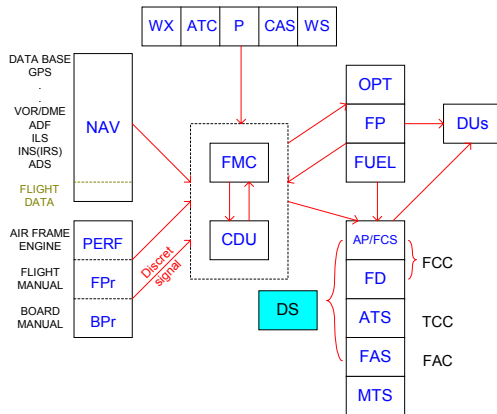 WX ATC P CAS WS
DATA BASE
GPS
.
.
VOR/DME
ADF
ILS
INS(IRS)
ADS
NAV
FLIGHT
DATA
AIR FRAME
ENGINE
PERF
FLIGHT
MANUAL
FPr
BOARD
MANUAL
BPr
Discret
signal
FMC
CDU
OPT
FP
FUEL
DUs
AP/FCS
FD
FCC
DS
ATS
TCC
FAS
FAC
MTS